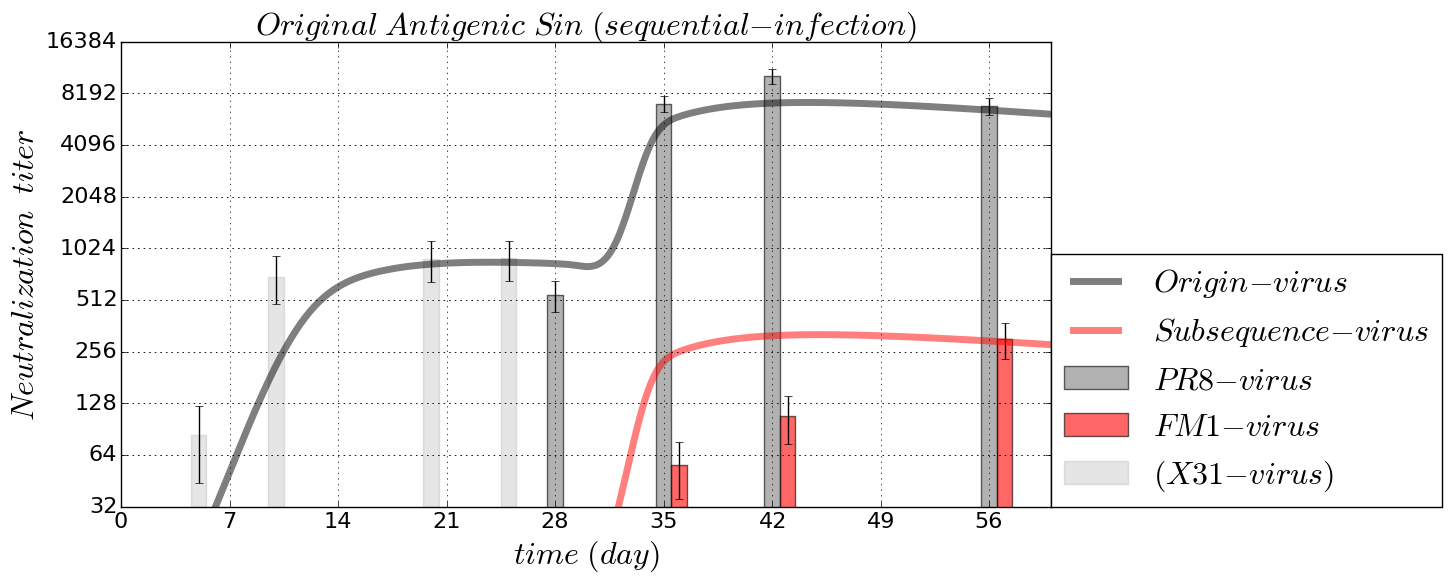 Original Antigenic Sin (sequential−infection)
Neutralization titer
16384
8192
4096
2048
1024
512
256
128
64
32
0 7 14 21 28 35 42 49 56
time (day)
Origin−virus
Subsequence−virus
PR8−virus
FM1−virus
(X31−virus)